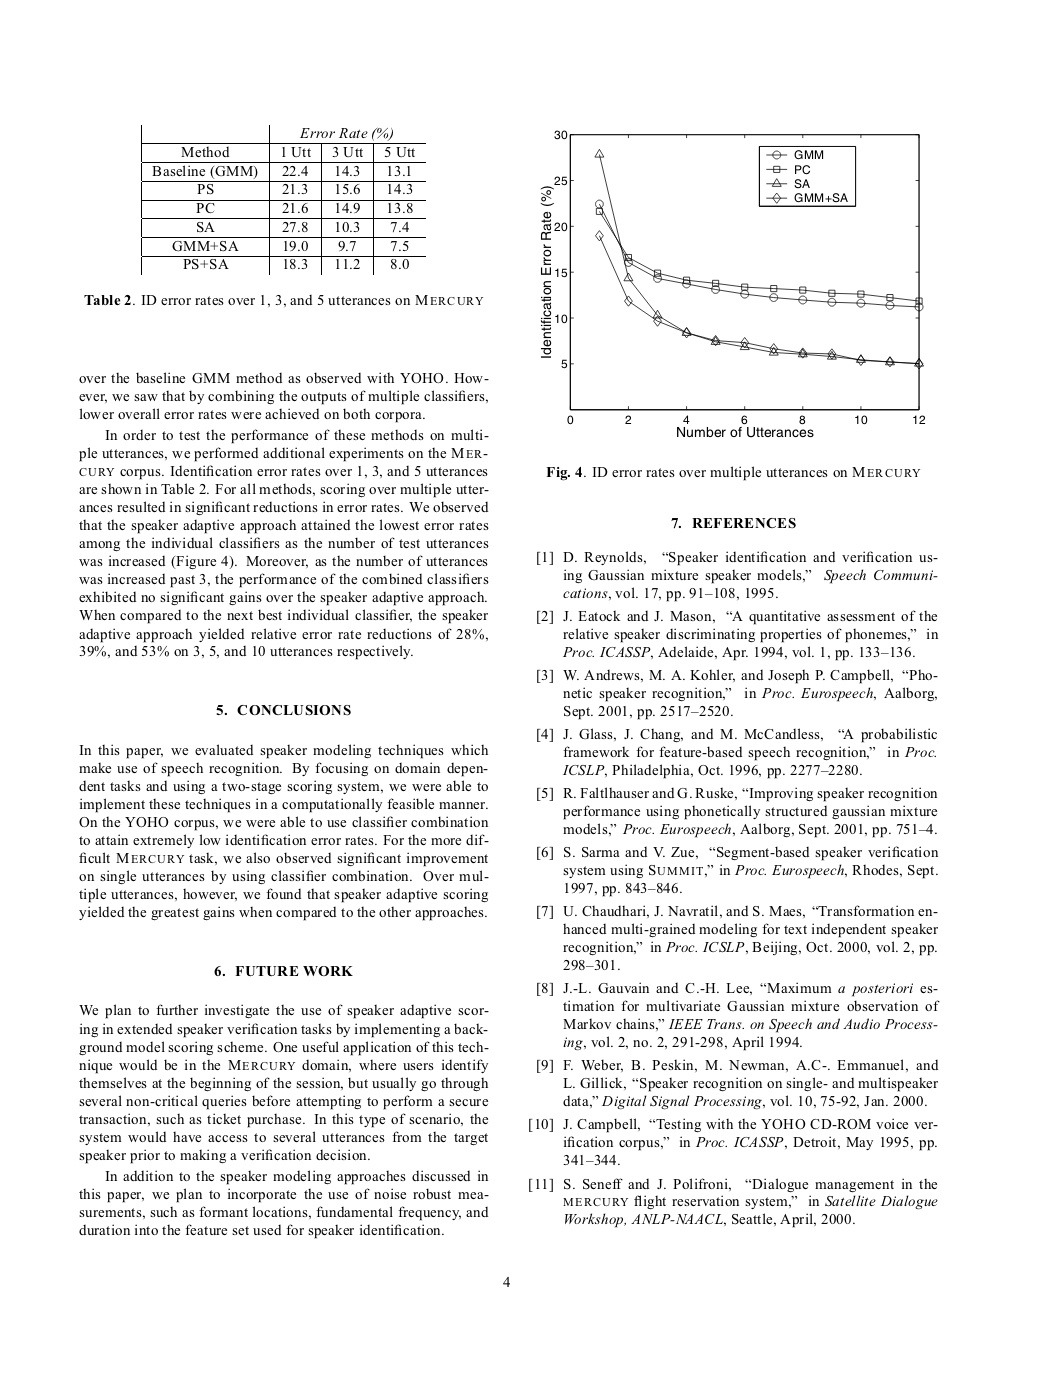 Error Rate (%)
Method 1 Utt 3 Utt 5 Utt
Baseline (GMM) 22.4 14.3 13.1
PS 21.3 15.6 14.3
PC 21.6 14.9 13.8
SA 27.8 10.3 7.4
GMM+SA 19.0 9.7 7.5
PS+SA 18.3 11.2 8.0
Table 2. ID error rates over 1, 3, and 5 utterances on MERCURY
over the baseline GMM method as observed with YOHO. How-
ever, we saw that by combining the outputs of multiple classifiers,
lower overall error rates were achieved on both corpora.
In order to test the performance of these methods on multi-
ple utterances, we performed additional experiments on the MER-
CURY corpus. Identification error rates over 1, 3, and 5 utterances
are shown in Table 2. For all methods, scoring over multiple utter-
ances resulted in significant reductions in error rates. We observed
that the speaker adaptive approach attained the lowest error rates
among the individual classifiers as the number of test utterances
was increased (Figure 4). Moreover, as the number of utterances
was increased past 3, the performance of the combined classifiers
exhibited no significant gains over the speaker adaptive approach.
When compared to the next best individual classifier, the speaker
adaptive approach yielded relative error rate reductions of 28%,
39%, and 53% on 3, 5, and 10 utterances respectively.
5. CONCLUSIONS
In this paper, we evaluated speaker modeling techniques which
make use of speech recognition. By focusing on domain depen-
dent tasks and using a two-stage scoring system, we were able to
implement these techniques in a computationally feasible manner.
On the YOHO corpus, we were able to use classifier combination
to attain extremely low identification error rates. For the more dif-
ficult MERCURY task, we also observed significant improvement
on single utterances by using classifier combination. Over mul-
tiple utterances, however, we found that speaker adaptive scoring
yielded the greatest gains when compared to the other approaches.
6. FUTURE WORK
We plan to further investigate the use of speaker adaptive scor-
ing in extended speaker verification tasks by implementing a back-
ground model scoring scheme. One useful application of this tech-
nique would be in the MERCURY domain, where users identify
themselves at the beginning of the session, but usually go through
several non-critical queries before attempting to perform a secure
transaction, such as ticket purchase. In this type of scenario, the
system would have access to several utterances from the target
speaker prior to making a verification decision.
In addition to the speaker modeling approaches discussed in
this paper, we plan to incorporate the use of noise robust mea-
surements, such as formant locations, fundamental frequency, and
duration into the feature set used for speaker identification.
30
25
20
15
10
5
Identification Error Rate (%)
GMM
PC
SA
GMM+SA
0 2 4 6 8 10 12
Number of Utterances
Fig. 4. ID error rates over multiple utterances on MERCURY
7. REFERENCES
[1] D. Reynolds, “Speaker identification and verification us-
ing Gaussian mixture speaker models,” Speech Communi-
cations, vol. 17, pp. 91–108, 1995.
[2] J. Eatock and J. Mason, “A quantitative assessment of the
relative speaker discriminating properties of phonemes,” in
Proc. ICASSP, Adelaide, Apr. 1994, vol. 1, pp. 133–136.
[3] W. Andrews, M. A. Kohler, and Joseph P. Campbell, “Pho-
netic speaker recognition,” in Proc. Eurospeech, Aalborg,
Sept. 2001, pp. 2517–2520.
[4] J. Glass, J. Chang, and M. McCandless, “A probabilistic
framework for feature-based speech recognition,” in Proc.
ICSLP, Philadelphia, Oct. 1996, pp. 2277–2280.
[5] R. Faltlhauser and G. Ruske, “Improving speaker recognition
performance using phonetically structured gaussian mixture
models,” Proc. Eurospeech, Aalborg, Sept. 2001, pp. 751–4.
[6] S. Sarma and V. Zue, “Segment-based speaker verification
system using SUMMIT,” in Proc. Eurospeech, Rhodes, Sept.
1997, pp. 843–846.
[7] U. Chaudhari, J. Navratil, and S. Maes, “Transformation en-
hanced multi-grained modeling for text independent speaker
recognition,” in Proc. ICSLP, Beijing, Oct. 2000, vol. 2, pp.
298–301.
[8] J.-L. Gauvain and C.-H. Lee, “Maximum a posteriori es-
timation for multivariate Gaussian mixture observation of
Markov chains,” IEEE Trans. on Speech and Audio Process-
ing, vol. 2, no. 2, 291-298, April 1994.
[9] F. Weber, B. Peskin, M. Newman, A.C-. Emmanuel, and
L. Gillick, “Speaker recognition on single- and multispeaker
data,” Digital Signal Processing, vol. 10, 75-92, Jan. 2000.
[10] J. Campbell, “Testing with the YOHO CD-ROM voice ver-
ification corpus,” in Proc. ICASSP, Detroit, May 1995, pp.
341–344.
[11] S. Seneff and J. Polifroni, “Dialogue management in the
MERCURY flight reservation system,” in Satellite Dialogue
Workshop, ANLP-NAACL, Seattle, April, 2000.
4